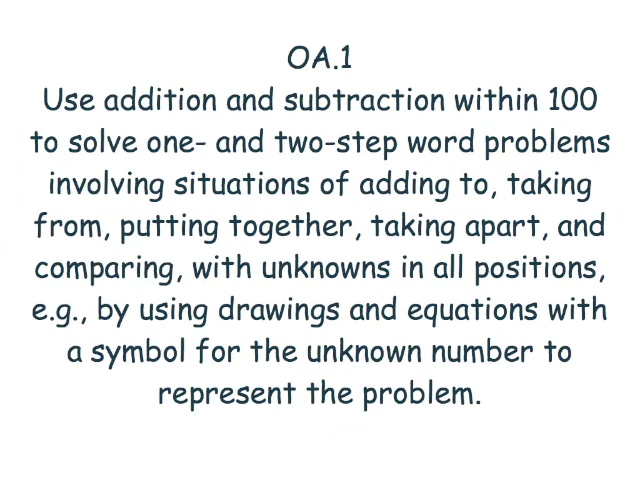 OA.1
Use addition and subtraction within 100
to solve one- and two-step word problems
involving situations of adding to, taking
from, putting together, taking apart, and
comparing, with unknowns in all positions,
e.g., by using drawings and equations with
a symbol for the unknown number to
represent the problem.